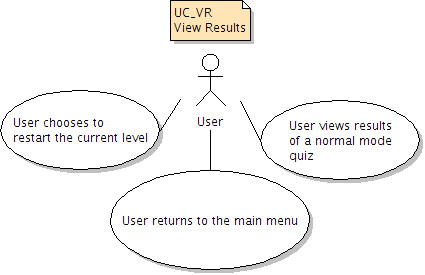 UC_VR
View Results
User
User chooses to
restart the current level
User views results
of a normal mode
quiz
User returns to the main menu